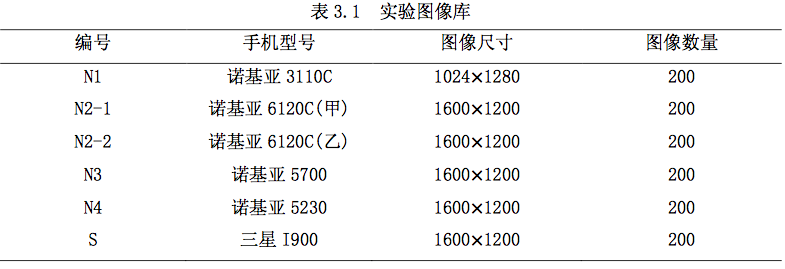 表 3.1 实验图像库
编号 手机型号 图像尺寸 图像数量
N1 诺基亚 3110C 1024×1280 200
N2-1 诺基亚 6120C(甲) 1600×1200 200
N2-2 诺基亚 6120C(乙) 1600×1200 200
N3 诺基亚 5700 1600×1200 200
N4 诺基亚 5230 1600×1200 200
S 三星 I900 1600×1200 200